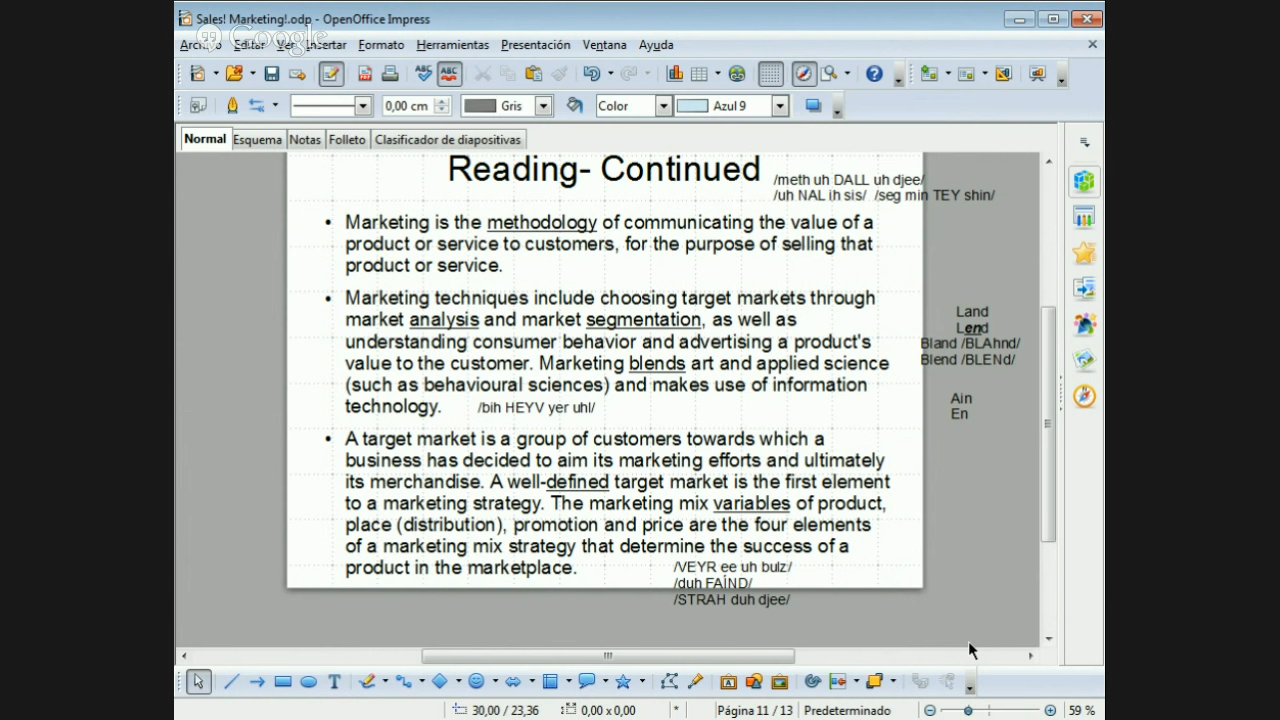 Sales! Marketing!.odp - OpenOffice Impress
Google
Archivo Editar Ver Insertar Formato Herramientas Presentación Ventana Ayuda
0,00 cm Gris Color Azul 9
Normal Esquema Notas Folleto Clasificador de diapositivas
Reading- Continued
/meth uh DALL uh djee/
/uh NAL ih sis/ /seg min TEY shin/
• Marketing is the methodology of communicating the value of a
product or service to customers, for the purpose of selling that
product or service.
• Marketing techniques include choosing target markets through
market analysis and market segmentation, as well as
understanding consumer behavior and advertising a product's
value to the customer. Marketing blends art and applied science
(such as behavioural sciences) and makes use of information
technology. /bih HEYV yer uhl/
Land
Lend
Bland /BLAhnd/
Blend /BLENd/
Ain
En
• A target market is a group of customers towards which a
business has decided to aim its marketing efforts and ultimately
its merchandise. A well-defined target market is the first element
to a marketing strategy. The marketing mix variables of product,
place (distribution), promotion and price are the four elements
of a marketing mix strategy that determine the success of a
product in the marketplace.
/VEYR ee uh bulz/
/duh FAÍND/
/STRAH duh djee/
30,00 / 23,36 0,00 x 0,00 * Página 11 / 13 Predeterminado 59 %